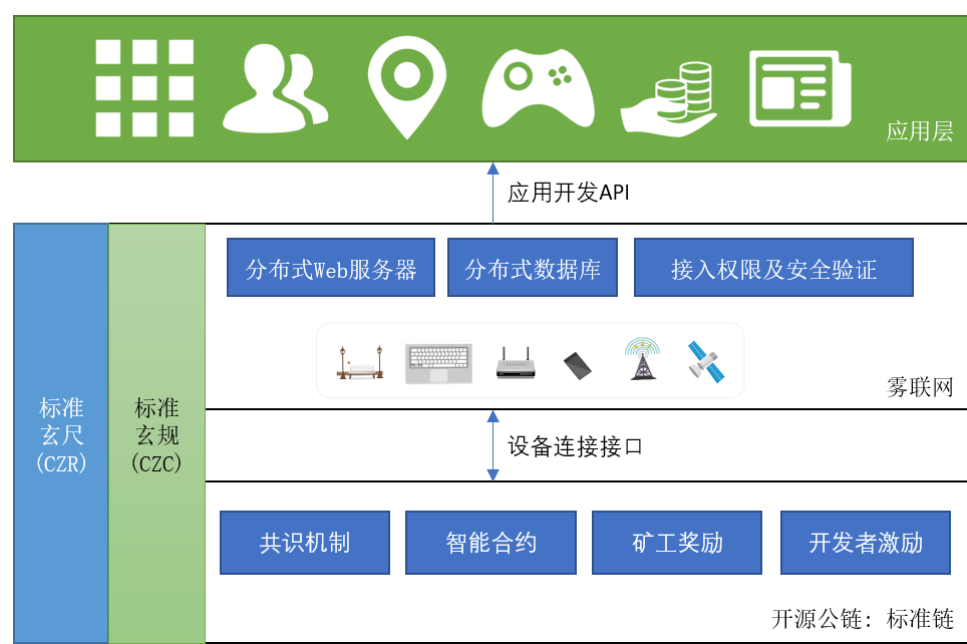 应用层
应用开发API
分布式Web服务器
分布式数据库
接入权限及安全验证
雾联网
标准
玄尺
(CZR)
标准
玄规
(CZC)
设备连接接口
共识机制
智能合约
矿工奖励
开发者激励
开源公链：标准链